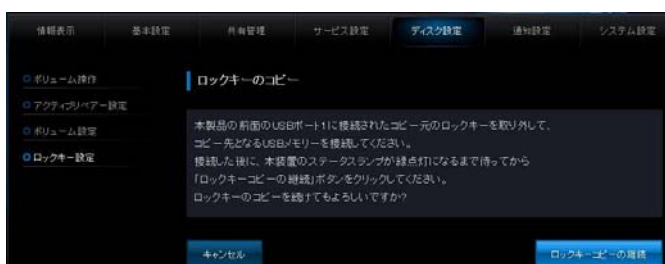 情報表示 基本設定 共有管理 サービス設定 ディスク設定 通知設定 システム設定
ボリューム操作
アクティブリペアー設定
ボリューム設定
ロックキー設定
ロックキーのコピー
本製品の前面のUSBポート1に接続されたコピー元のロックキーを取り外して、
コピー先となるUSBメモリーを接続してください。
接続した後に、本装置のステータスランプが緑点灯になるまで待ってから
「ロックキーコピーの継続」ボタンをクリックしてください。
ロックキーのコピーを続けてもよろしいですか?
キャンセル ロックキーコピーの継続